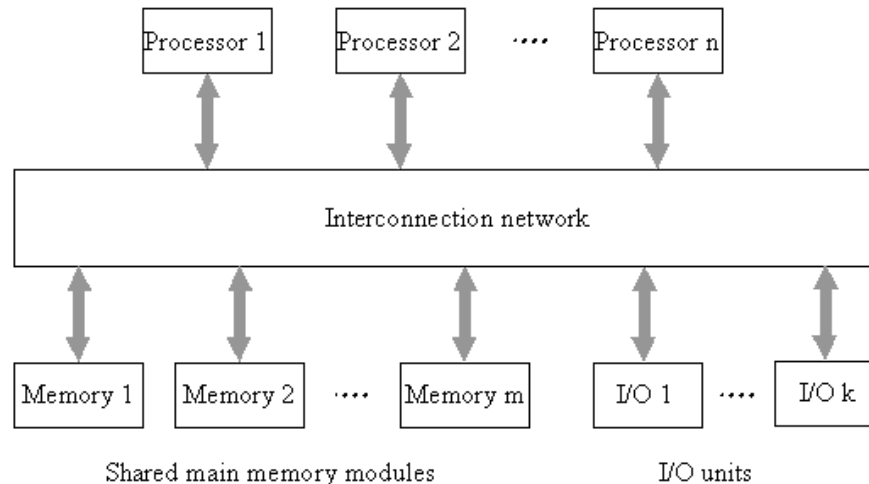 Processor 1 Processor 2 .... Processor n
Interconnection network
Memory 1 Memory 2 .... Memory m I/O 1 .... I/O k
Shared main memory modules I/O units